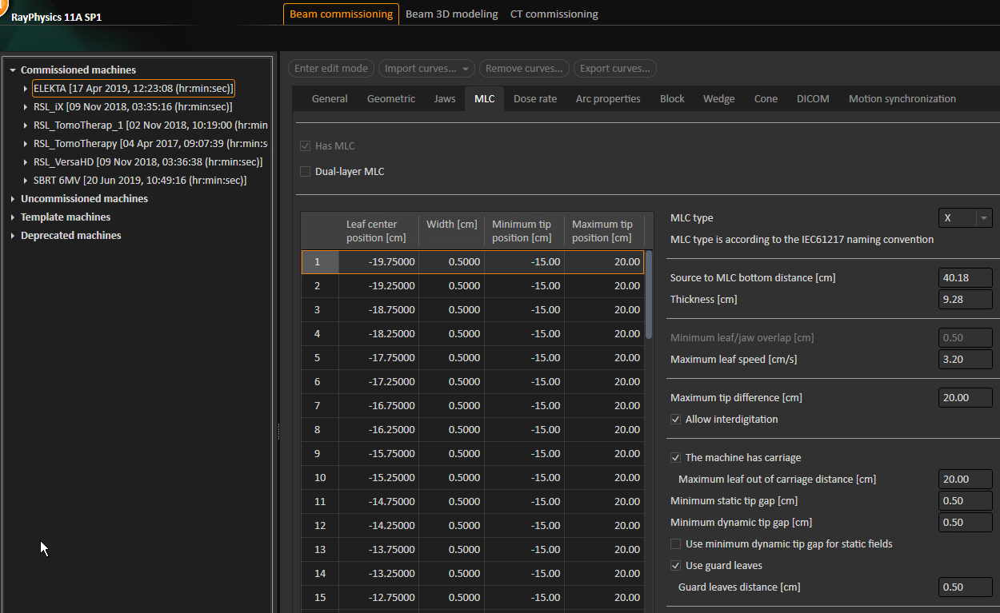 RayPhysics 11A SP1
Beam commissioning Beam 3D modeling CT commissioning
Commissioned machines
ELEKTA [17 Apr 2019, 12:23:08 (hr:min:sec)]
RSL_iX [09 Nov 2018, 03:35:16 (hr:min:sec)]
RSL_TomoTherap_1 [02 Nov 2018, 10:19:00 (hr:min
RSL_TomoTherapy [04 Apr 2017, 09:07:39 (hr:min:s
RSL_VersaHD [09 Nov 2018, 03:36:38 (hr:min:sec)]
SBRT 6MV [20 Jun 2019, 10:49:16 (hr:min:sec)]
Uncommissioned machines
Template machines
Deprecated machines
Enter edit mode Import curves... Remove curves... Export curves...
General Geometric Jaws MLC Dose rate Arc properties Block Wedge Cone DICOM Motion synchronization
Has MLC
Dual-layer MLC
Leaf center position [cm] Width [cm] Minimum tip position [cm] Maximum tip position [cm]
1 -19.75000 0.5000 -15.00 20.00
2 -19.25000 0.5000 -15.00 20.00
3 -18.75000 0.5000 -15.00 20.00
4 -18.25000 0.5000 -15.00 20.00
5 -17.75000 0.5000 -15.00 20.00
6 -17.25000 0.5000 -15.00 20.00
7 -16.75000 0.5000 -15.00 20.00
8 -16.25000 0.5000 -15.00 20.00
9 -15.75000 0.5000 -15.00 20.00
10 -15.25000 0.5000 -15.00 20.00
11 -14.75000 0.5000 -15.00 20.00
12 -14.25000 0.5000 -15.00 20.00
13 -13.75000 0.5000 -15.00 20.00
14 -13.25000 0.5000 -15.00 20.00
15 -12.75000 0.5000 -15.00 20.00
MLC type X
MLC type is according to the IEC61217 naming convention
Source to MLC bottom distance [cm] 40.18
Thickness [cm] 9.28
Minimum leaf/jaw overlap [cm] 0.50
Maximum leaf speed [cm/s] 3.20
Maximum tip difference [cm] 20.00
Allow interdigitation
The machine has carriage
Maximum leaf out of carriage distance [cm] 20.00
Minimum static tip gap [cm] 0.50
Minimum dynamic tip gap [cm] 0.50
Use minimum dynamic tip gap for static fields
Use guard leaves
Guard leaves distance [cm] 0.50